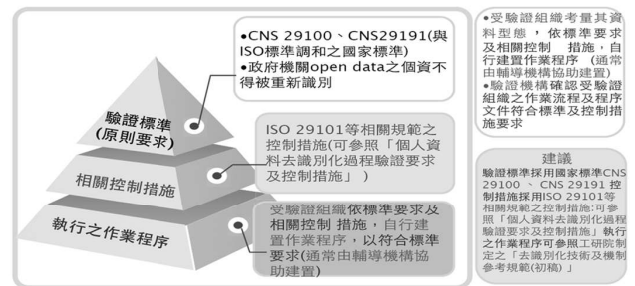 •CNS 29100、CNS29191(與
ISO標準調和之國家標準)
•政府機關open data之個資不
得被重新識別
驗證標準
(原則要求)
ISO 29101等相關規範之
控制措施(可參照「個人資
料去識別化過程驗證要求
及控制措施」)
相關控制措施
受驗證組織依標準要求及
相關控制 措施，自行建
置作業程序，以符合標準
要求(通常由輔導機構協
助建置)
執行之作業程序
•受驗證組織考量其資
料型態，依標準要求
及相關控制 措施，自
行建置作業程序 (通常
由輔導機構協助建置)
•驗證機構確認受驗證
組織之作業流程及程序
文件符合標準及控制措
施要求
建議
驗證標準採用國家標準CNS
29100 、 CNS 29191 控
制措施採用ISO 29101等
相關規範之控制措施:可參
照「個人資料去識別化過程
驗證要求及控制措施」執行
之作業程序可參照工研院制
定之「去識別化技術及機制
參考規範(初稿) 」